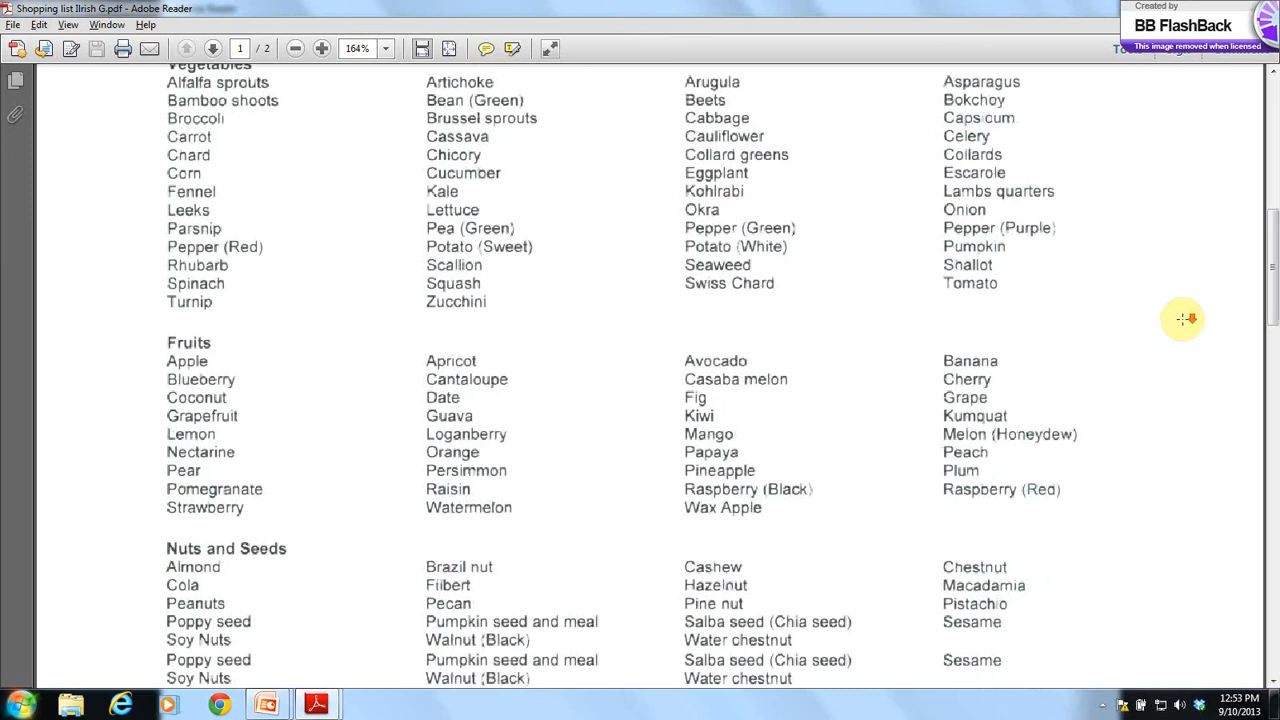 Shopping list Iirish G.pdf - Adobe Reader
Created by
BB FlashBack
This image removed when licensed
File Edit View Window Help
1 / 2 164%
Vegetables
Alfalfa sprouts Artichoke Arugula Asparagus
Bamboo shoots Bean (Green) Beets Bokchoy
Broccoli Brussel sprouts Cabbage Capsicum
Carrot Cassava Cauliflower Celery
Chard Chicory Collard greens Collards
Corn Cucumber Eggplant Escarole
Fennel Kale Kohlrabi Lambs quarters
Leeks Lettuce Okra Onion
Parsnip Pea (Green) Pepper (Green) Pepper (Purple)
Pepper (Red) Potato (Sweet) Potato (White) Pumpkin
Rhubarb Scallion Seaweed Shallot
Spinach Squash Swiss Chard Tomato
Turnip Zucchini
Fruits
Apple Apricot Avocado Banana
Blueberry Cantaloupe Casaba melon Cherry
Coconut Date Fig Grape
Grapefruit Guava Kiwi Kumquat
Lemon Loganberry Mango Melon (Honeydew)
Nectarine Orange Papaya Peach
Pear Persimmon Pineapple Plum
Pomegranate Raisin Raspberry (Black) Raspberry (Red)
Strawberry Watermelon Wax Apple
Nuts and Seeds
Almond Brazil nut Cashew Chestnut
Cola Filbert Hazelnut Macadamia
Peanuts Pecan Pine nut Pistachio
Poppy seed Pumpkin seed and meal Salba seed (Chia seed) Sesame
Soy Nuts Walnut (Black) Water chestnut
Poppy seed Pumpkin seed and meal Salba seed (Chia seed) Sesame
Soy Nuts Walnut (Black) Water chestnut
12:53 PM
9/10/2013